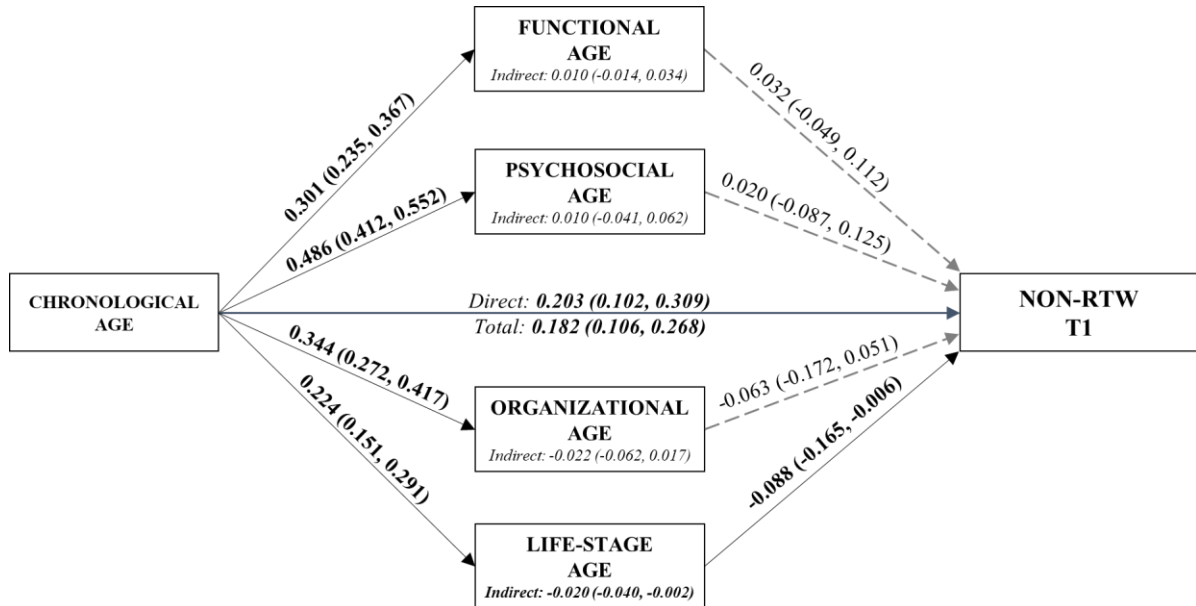 FUNCTIONAL
AGE
Indirect: 0.010 (-0.014, 0.034)
0.032 (-0.049, 0.112)
0.301 (0.235, 0.367)
PSYCHOSOCIAL
AGE
Indirect: 0.010 (-0.041, 0.062)
0.020 (-0.087, 0.125)
0.486 (0.412, 0.552)
CHRONOLOGICAL
AGE
Direct: 0.203 (0.102, 0.309)
Total: 0.182 (0.106, 0.268)
NON-RTW
T1
0.344 (0.272, 0.417)
-0.063 (-0.172, 0.051)
ORGANIZATIONAL
AGE
Indirect: -0.022 (-0.062, 0.017)
0.224 (0.151, 0.291)
-0.088 (-0.165, -0.006)
LIFE-STAGE
AGE
Indirect: -0.020 (-0.040, -0.002)